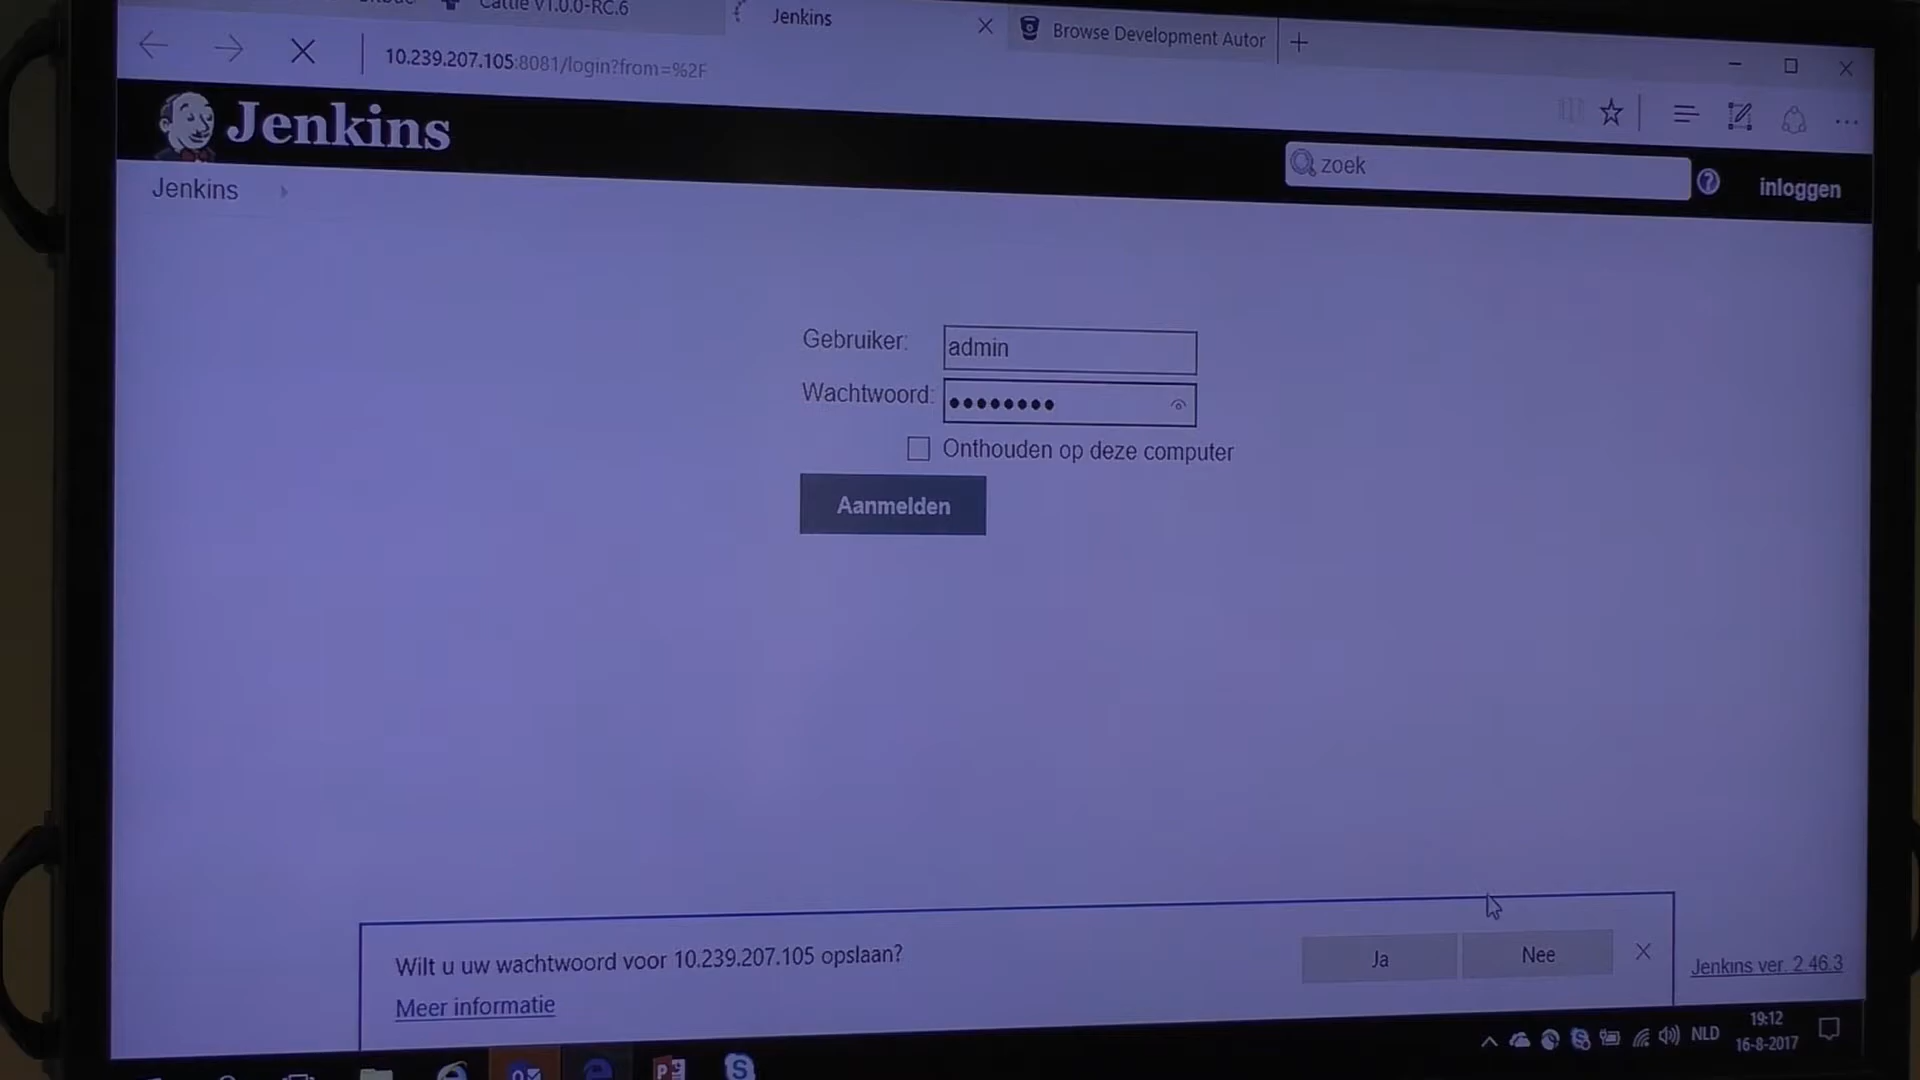 Cattle v1.0.0-RC.6
Jenkins
Browse Development Autor
10.239.207.105:8081/login?from=%2F
Jenkins
zoek
inloggen
Jenkins
Gebruiker:
admin
Wachtwoord:
Onthouden op deze computer
Aanmelden
Wilt u uw wachtwoord voor 10.239.207.105 opslaan?
Ja
Nee
Meer informatie
Jenkins ver. 2.46.3
NLD
19:12
16-8-2017